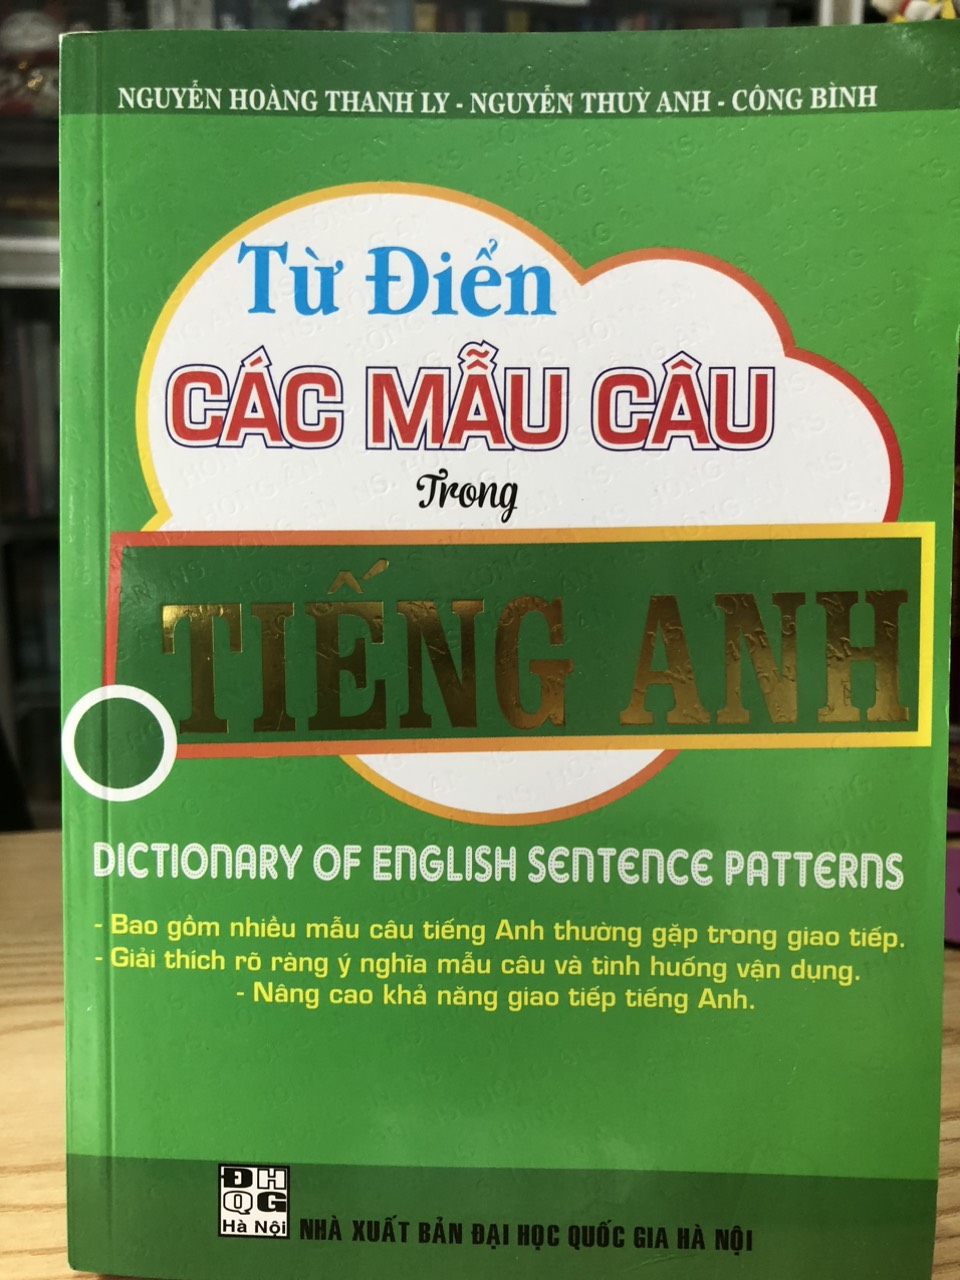 NGUYỄN HOÀNG THANH LY - NGUYỄN THUỲ ANH - CÔNG BÌNH
Từ Điển
CÁC MẪU CÂU
Trong
TIẾNG ANH
DICTIONARY OF ENGLISH SENTENCE PATTERNS
- Bao gồm nhiều mẫu câu tiếng Anh thường gặp trong giao tiếp.
- Giải thích rõ ràng ý nghĩa mẫu câu và tình huống vận dụng.
- Nâng cao khả năng giao tiếp tiếng Anh.
ĐH
QG
Hà Nội
NHÀ XUẤT BẢN ĐẠI HỌC QUỐC GIA HÀ NỘI